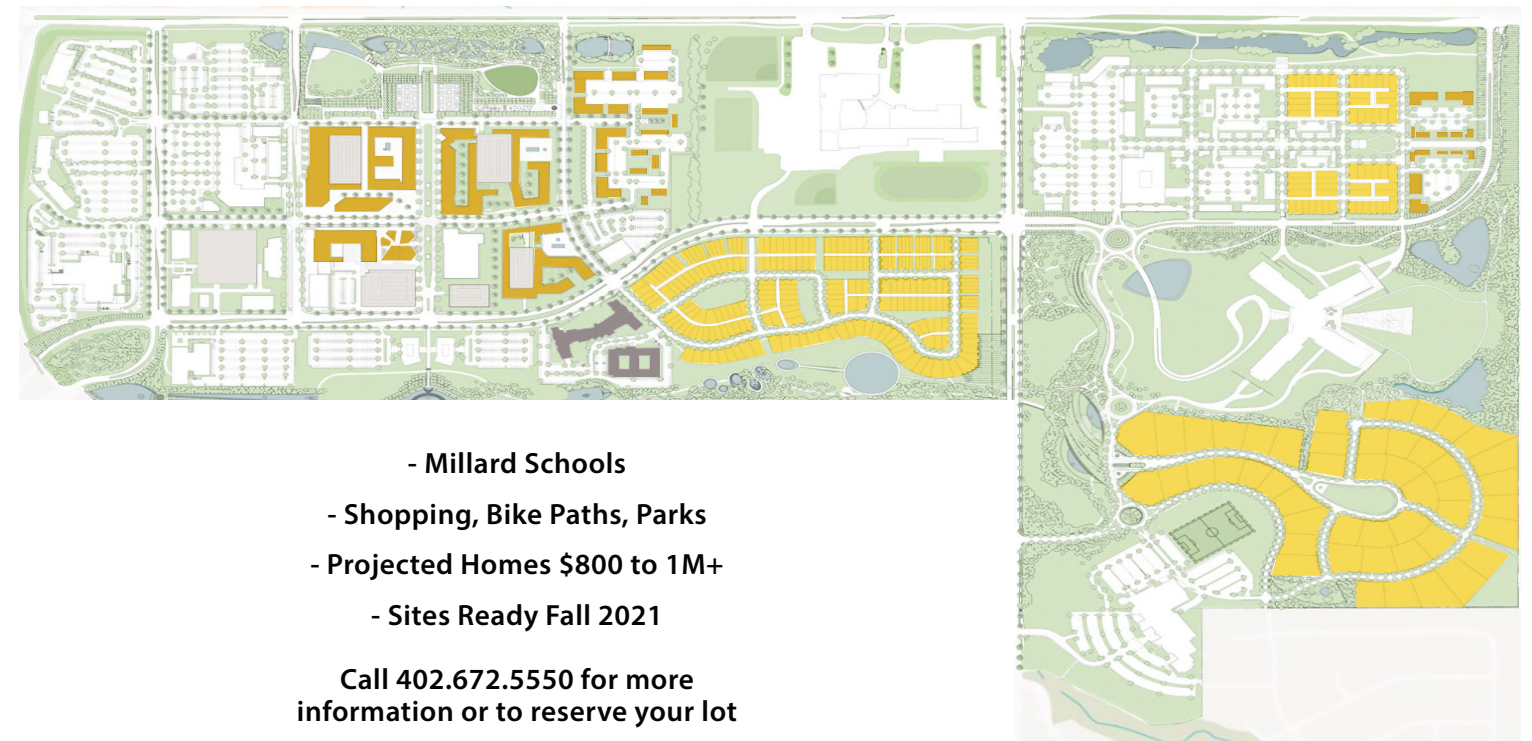 - Millard Schools
- Shopping, Bike Paths, Parks
- Projected Homes $800 to 1M+
- Sites Ready Fall 2021
Call 402.672.5550 for more
information or to reserve your lot